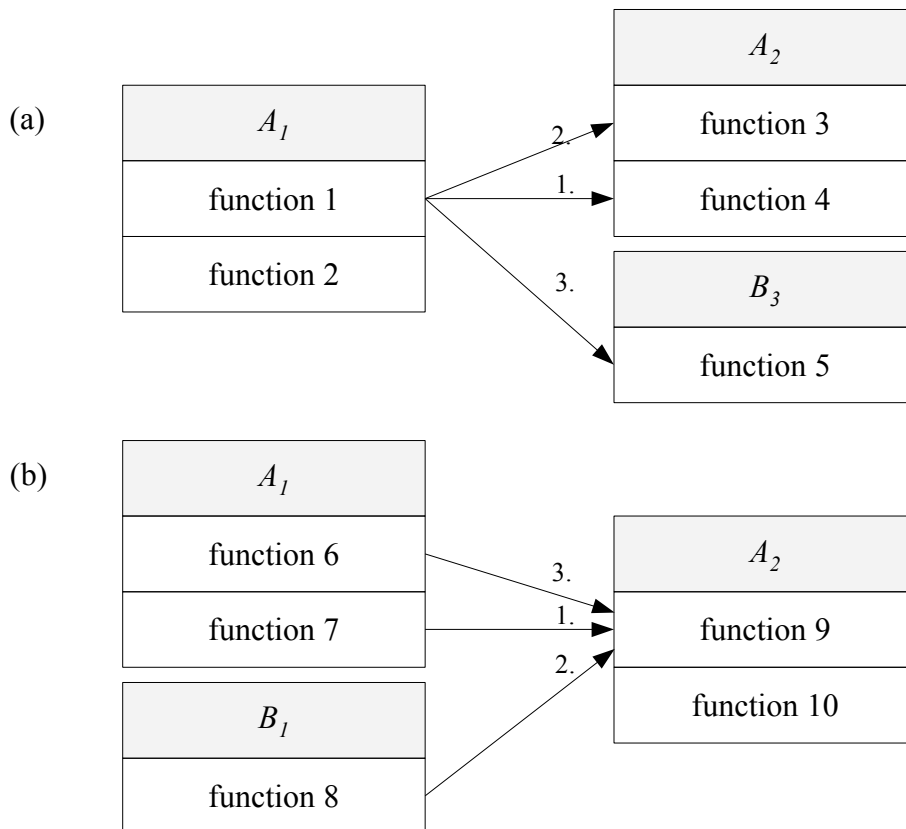 (a)
A₁
function 1
function 2
2.
1.
3.
A₂
function 3
function 4
B₃
function 5
(b)
A₁
function 6
function 7
B₁
function 8
3.
1.
2.
A₂
function 9
function 10